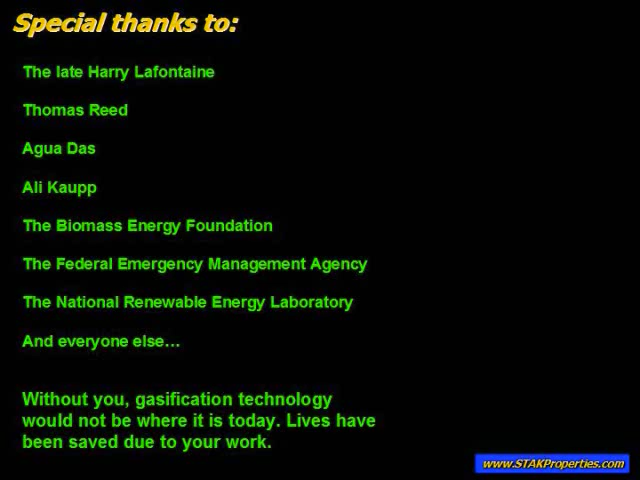 Special thanks to:
The late Harry Lafontaine
Thomas Reed
Agua Das
Ali Kaupp
The Biomass Energy Foundation
The Federal Emergency Management Agency
The National Renewable Energy Laboratory
And everyone else…
Without you, gasification technology
would not be where it is today. Lives have
been saved due to your work.
www.STAKProperties.com